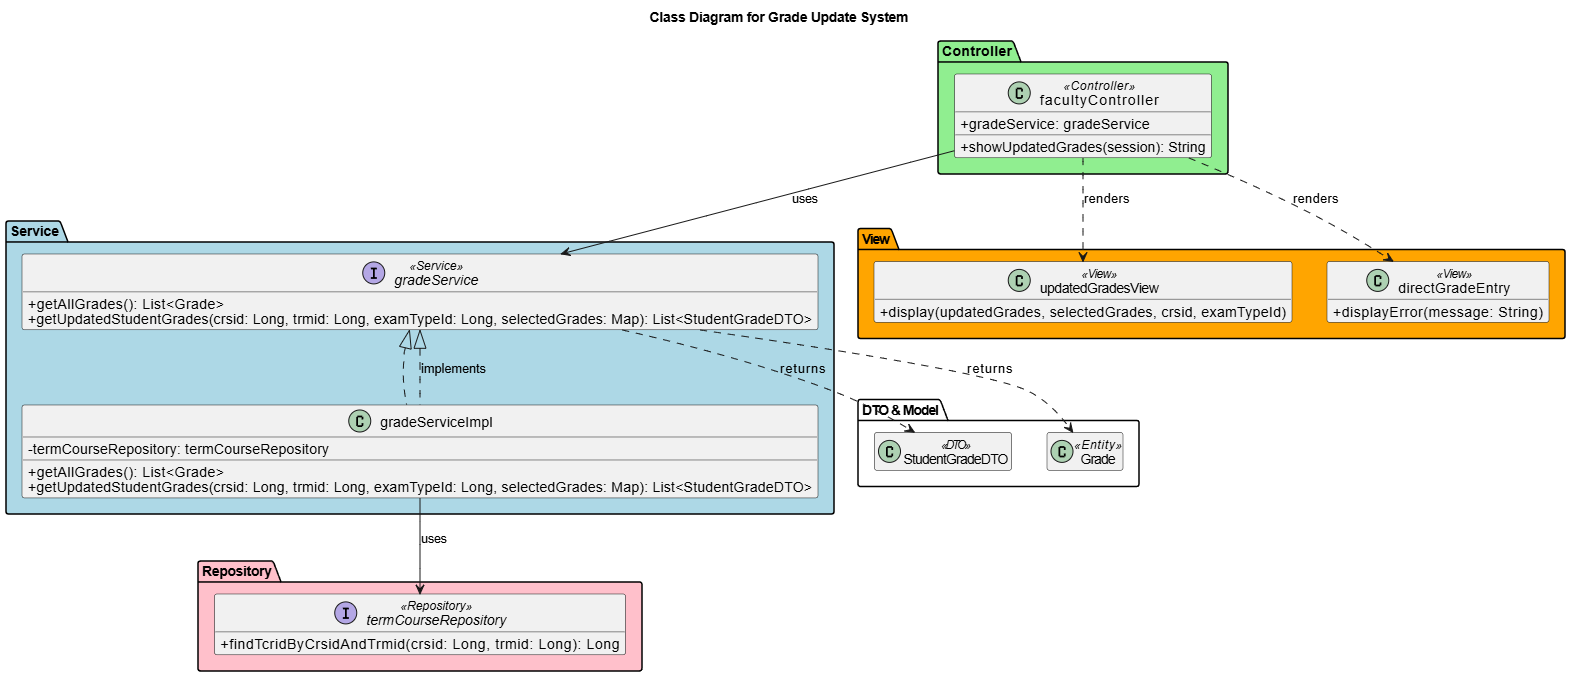 Class Diagram for Grade Update System
Controller
C
«Controller»
facultyController
+gradeService: gradeService
+showUpdatedGrades(session): String
uses
renders
renders
Service
I
«Service»
gradeService
+getAllGrades(): List<Grade>
+getUpdatedStudentGrades(crsid: Long, trmid: Long, examTypeId: Long, selectedGrades: Map): List<StudentGradeDTO>
View
C
«View»
updatedGradesView
+display(updatedGrades, selectedGrades, crsid, examTypeId)
C
«View»
directGradeEntry
+displayError(message: String)
implements
returns
returns
C
gradeServiceImpl
-termCourseRepository: termCourseRepository
+getAllGrades(): List<Grade>
+getUpdatedStudentGrades(crsid: Long, trmid: Long, examTypeId: Long, selectedGrades: Map): List<StudentGradeDTO>
DTO & Model
C
«DTO»
StudentGradeDTO
C
«Entity»
Grade
uses
Repository
I
«Repository»
termCourseRepository
+findTcridByCrsidAndTrmid(crsid: Long, trmid: Long): Long